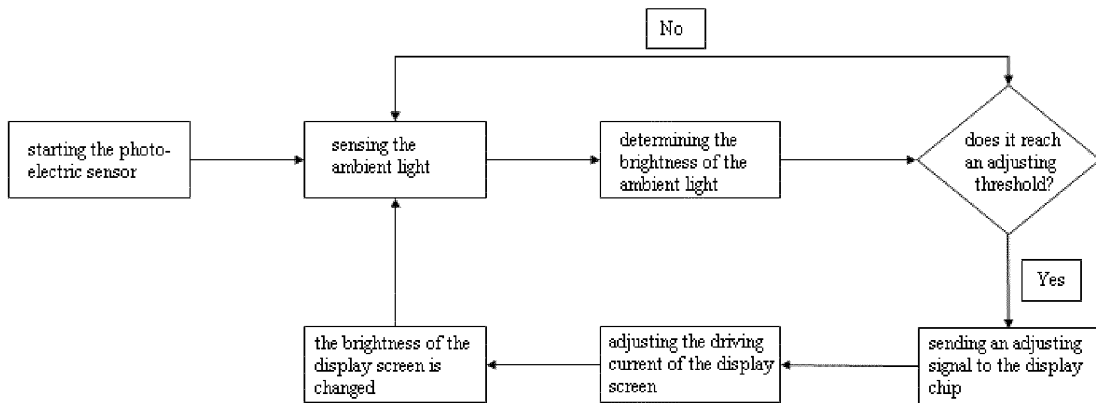 No
starting the photo-
electric sensor
sensing the
ambient light
determining the
brightness of the
ambient light
does it reach
an adjusting
threshold?
Yes
the brightness of the
display screen is
changed
adjusting the driving
current of the display
screen
sending an adjusting
signal to the display
chip